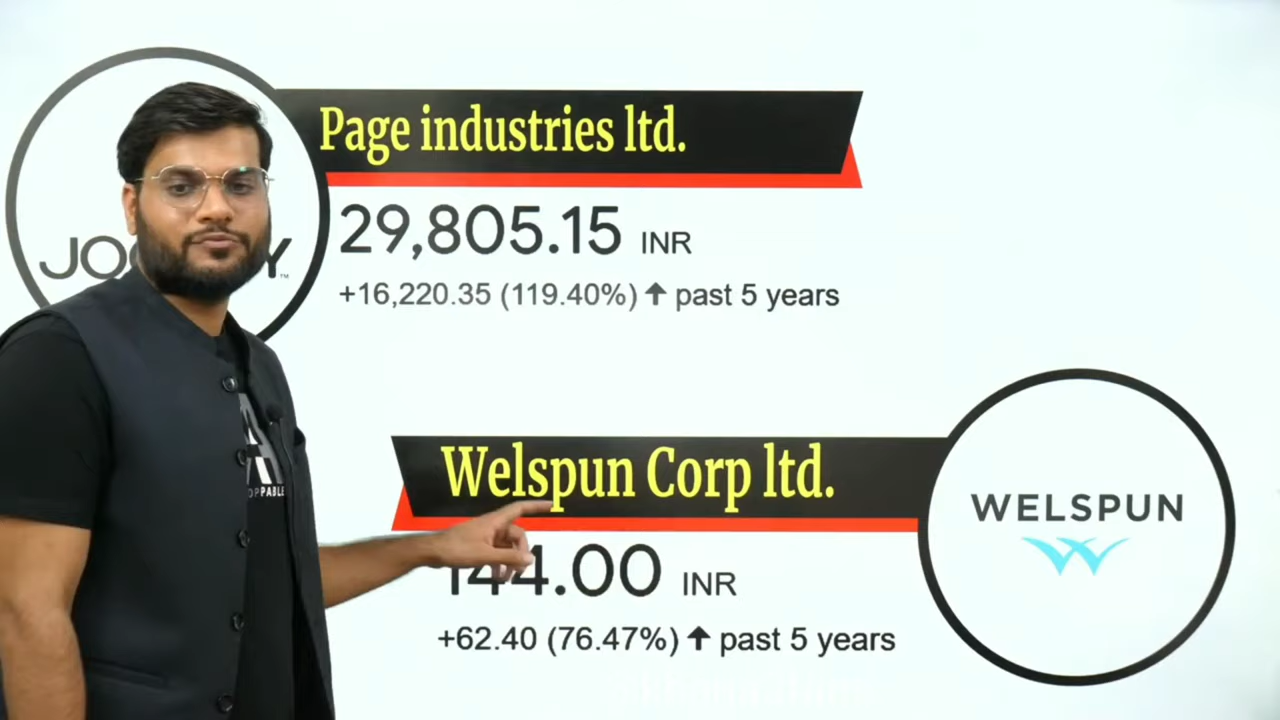 Page industries ltd.
29,805.15 INR
+16,220.35 (119.40%) ↑ past 5 years
Welspun Corp ltd.
WELSPUN
144.00 INR
+62.40 (76.47%) ↑ past 5 years